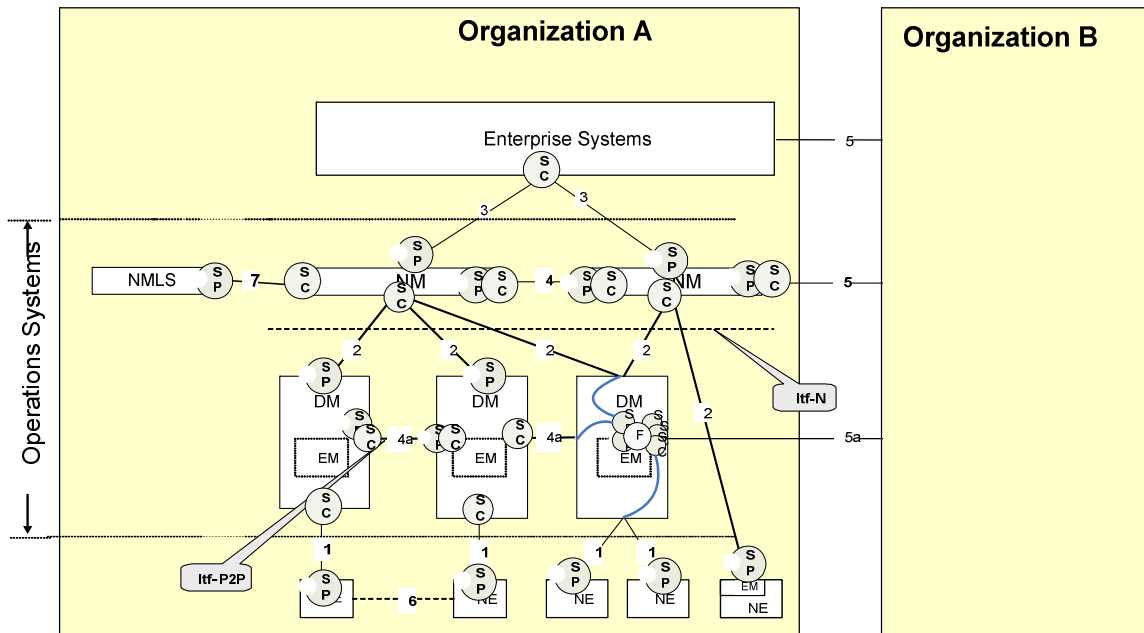 Organization A
Organization B
Enterprise Systems
5
S
C
3
3
Operations Systems
S
P
S
P
NMLS
S
P
7
S
C
NM
S
P
S
C
4
S
P
S
C
NM
S
P
S
C
5
S
C
S
C
2
2
2
2
Itf-N
S
P
DM
S
P
DM
DM
2
S
P
S
C
4a
S
P
S
C
S
C
4a
F
5a
EM
EM
EM
S
C
S
C
1
1
1
1
Itf-P2P
S
P
6
S
P
NE
S
P
NE
S
P
NE
S
P
EM
NE